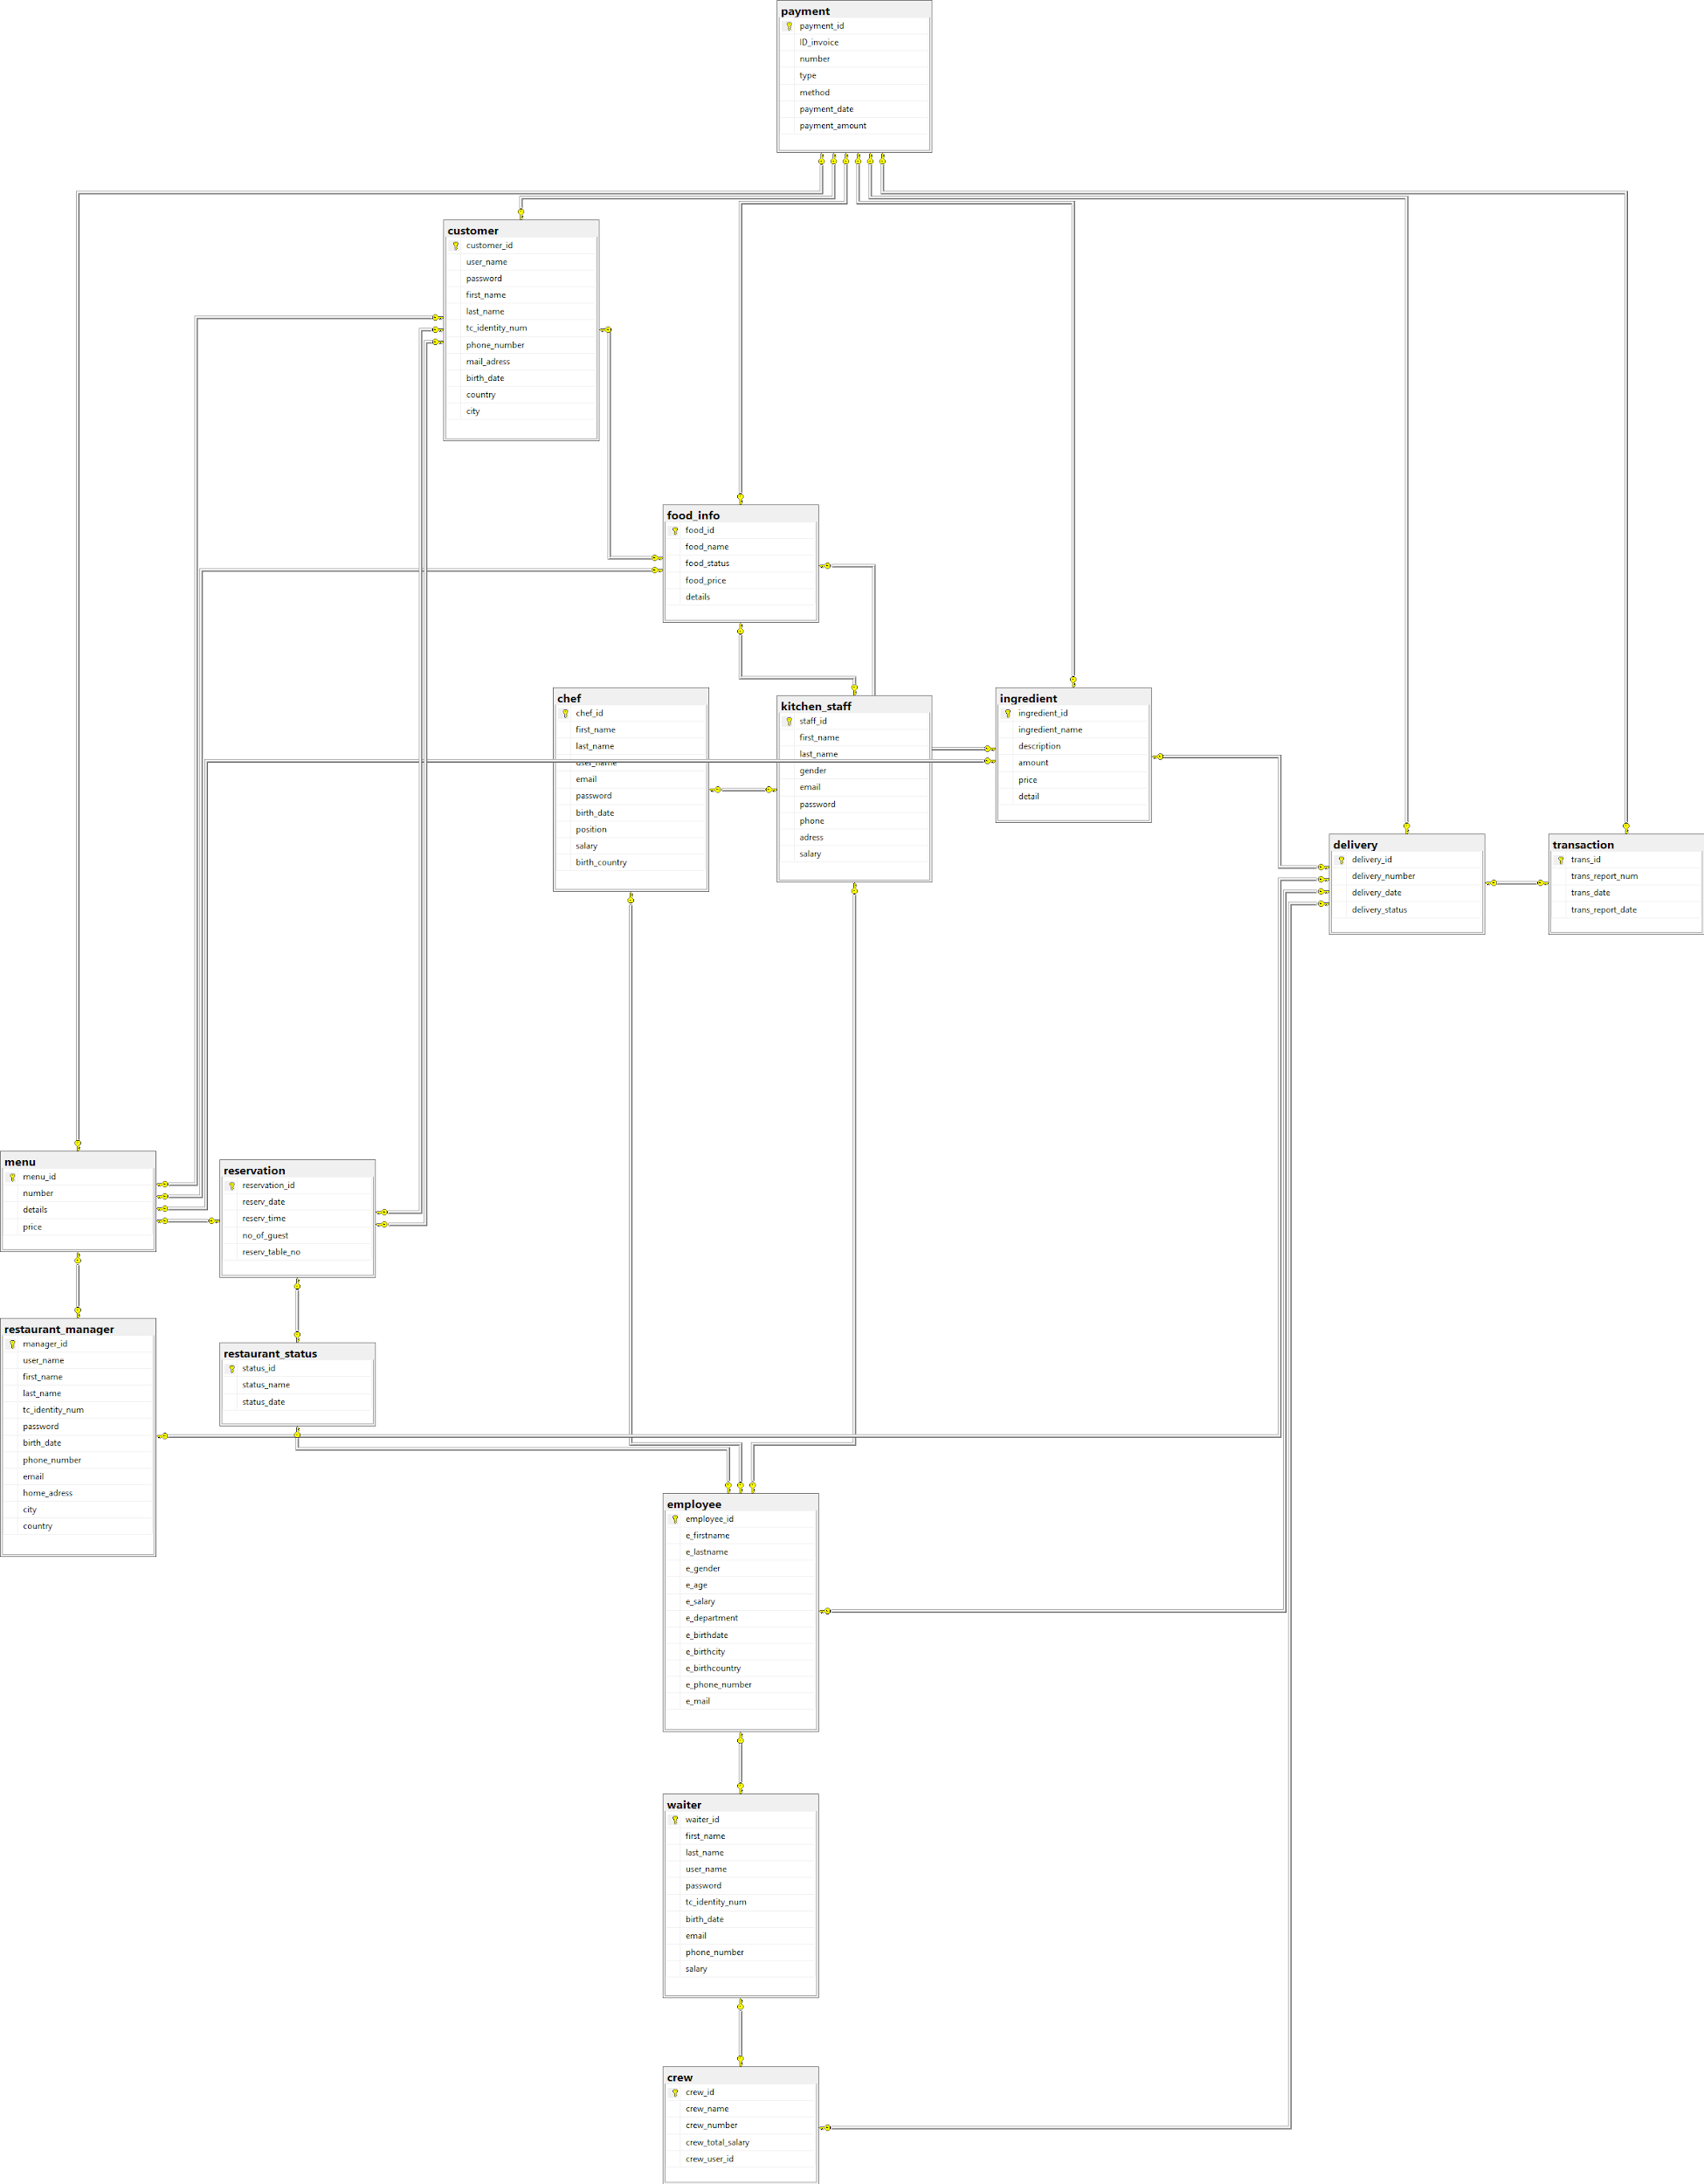 payment
payment_id
ID_invoice
number
type
method
payment_date
payment_amount
customer
customer_id
user_name
password
first_name
last_name
tc_identity_num
phone_number
mail_adress
birth_date
country
city
food_info
food_id
food_name
food_status
food_price
details
chef
chef_id
first_name
last_name
user_name
email
password
birth_date
position
salary
birth_country
kitchen_staff
staff_id
first_name
last_name
gender
email
password
phone
adress
salary
ingredient
ingredient_id
ingredient_name
description
amount
price
detail
delivery
delivery_id
delivery_number
delivery_date
delivery_status
transaction
trans_id
trans_report_num
trans_date
trans_report_date
menu
menu_id
number
details
price
reservation
reservation_id
reserv_date
reserv_time
no_of_guest
reserv_table_no
restaurant_manager
manager_id
user_name
first_name
last_name
tc_identity_num
password
birth_date
phone_number
email
home_adress
city
country
restaurant_status
status_id
status_name
status_date
employee
employee_id
e_firstname
e_lastname
e_gender
e_age
e_salary
e_department
e_birthdate
e_birthcity
e_birthcountry
e_phone_number
e_mail
waiter
waiter_id
first_name
last_name
user_name
password
tc_identity_num
birth_date
email
phone_number
salary
crew
crew_id
crew_name
crew_number
crew_total_salary
crew_user_id